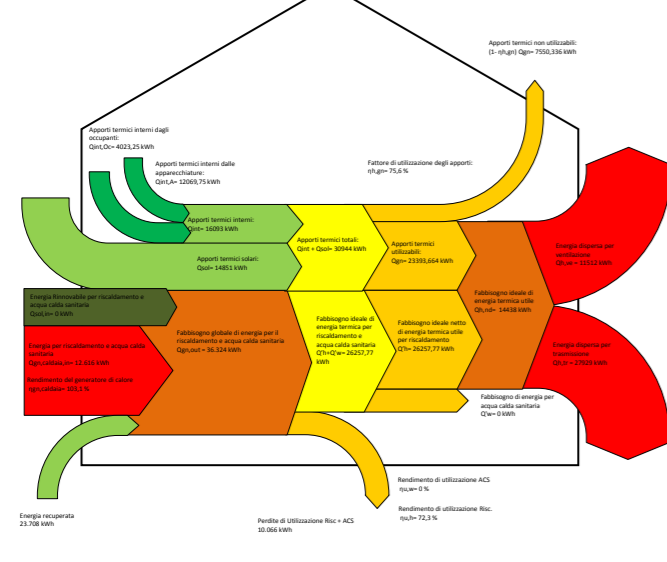 Apporti termici non utilizzabili:
(1- ηh,gn) Qgn= 7550,336 kWh
Apporti termici interni dagli
occupanti:
Qint,Oc= 4023,25 kWh
Apporti termici interni dalle
apparecchiature:
Qint,A= 12069,75 kWh
Fattore di utilizzazione degli apporti:
ηh,gn= 75,6 %
Apporti termici interni:
Qint= 16093 kWh
Apporti termici totali:
Qint + Qsol= 30944 kWh
Apporti termici
utilizzabili:
Qgn= 23393,664 kWh
Energia dispersa per
ventilazione
Qh,ve = 11512 kWh
Apporti termici solari:
Qsol= 14851 kWh
Fabbisogno ideale di
energia termica utile
Qh,nd= 14438 kWh
Energia Rinnovabile per riscaldamento e
acqua calda sanitaria
Qsol,in= 0 kWh
Fabbisogno globale di energia per il
riscaldamento e acqua calda sanitaria
Qgn,out = 36.324 kWh
Fabbisogno ideale di
energia termica per
riscaldamento e
acqua calda sanitaria
Q'h+Q'w= 26257,77
kWh
Fabbisogno ideale netto
di energia termica utile
per riscaldamento
Q'h= 26257,77 kWh
Energia per riscaldamento e acqua calda
sanitaria
Qgn,caldaia,in= 12.616 kWh
Rendimento del generatore di calore
ηgn,caldaia= 103,1 %
Energia dispersa per
trasmissione
Qh,tr = 27923 kWh
Fabbisogno di energia per
acqua calda sanitaria
Q'w= 0 kWh
Rendimento di utilizzazione ACS
ηu,w= 0 %
Rendimento di utilizzazione Risc.
ηu,h= 72,3 %
Energia recuperata
23.708 kWh
Perdite di Utilizzazione Risc + ACS
10.066 kWh